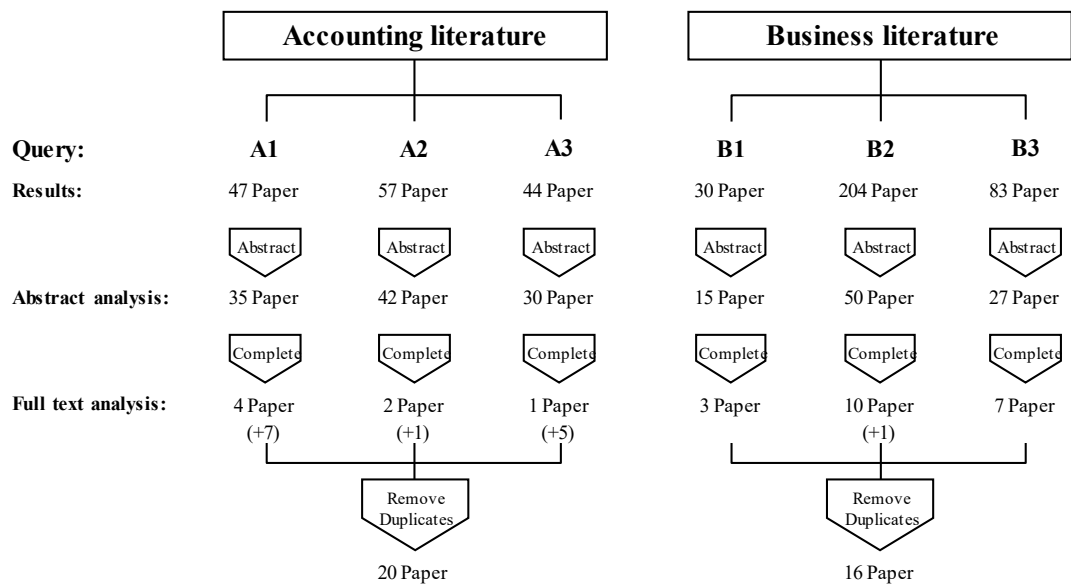 Accounting literature Business literature
Query: A1 A2 A3 B1 B2 B3
Results: 47 Paper 57 Paper 44 Paper 30 Paper 204 Paper 83 Paper
Abstract Abstract Abstract Abstract Abstract Abstract
Abstract analysis: 35 Paper 42 Paper 30 Paper 15 Paper 50 Paper 27 Paper
Complete Complete Complete Complete Complete Complete
Full text analysis: 4 Paper 2 Paper 1 Paper 3 Paper 10 Paper 7 Paper
(+7) (+1) (+5) (+1)
Remove Remove
Duplicates Duplicates
20 Paper 16 Paper